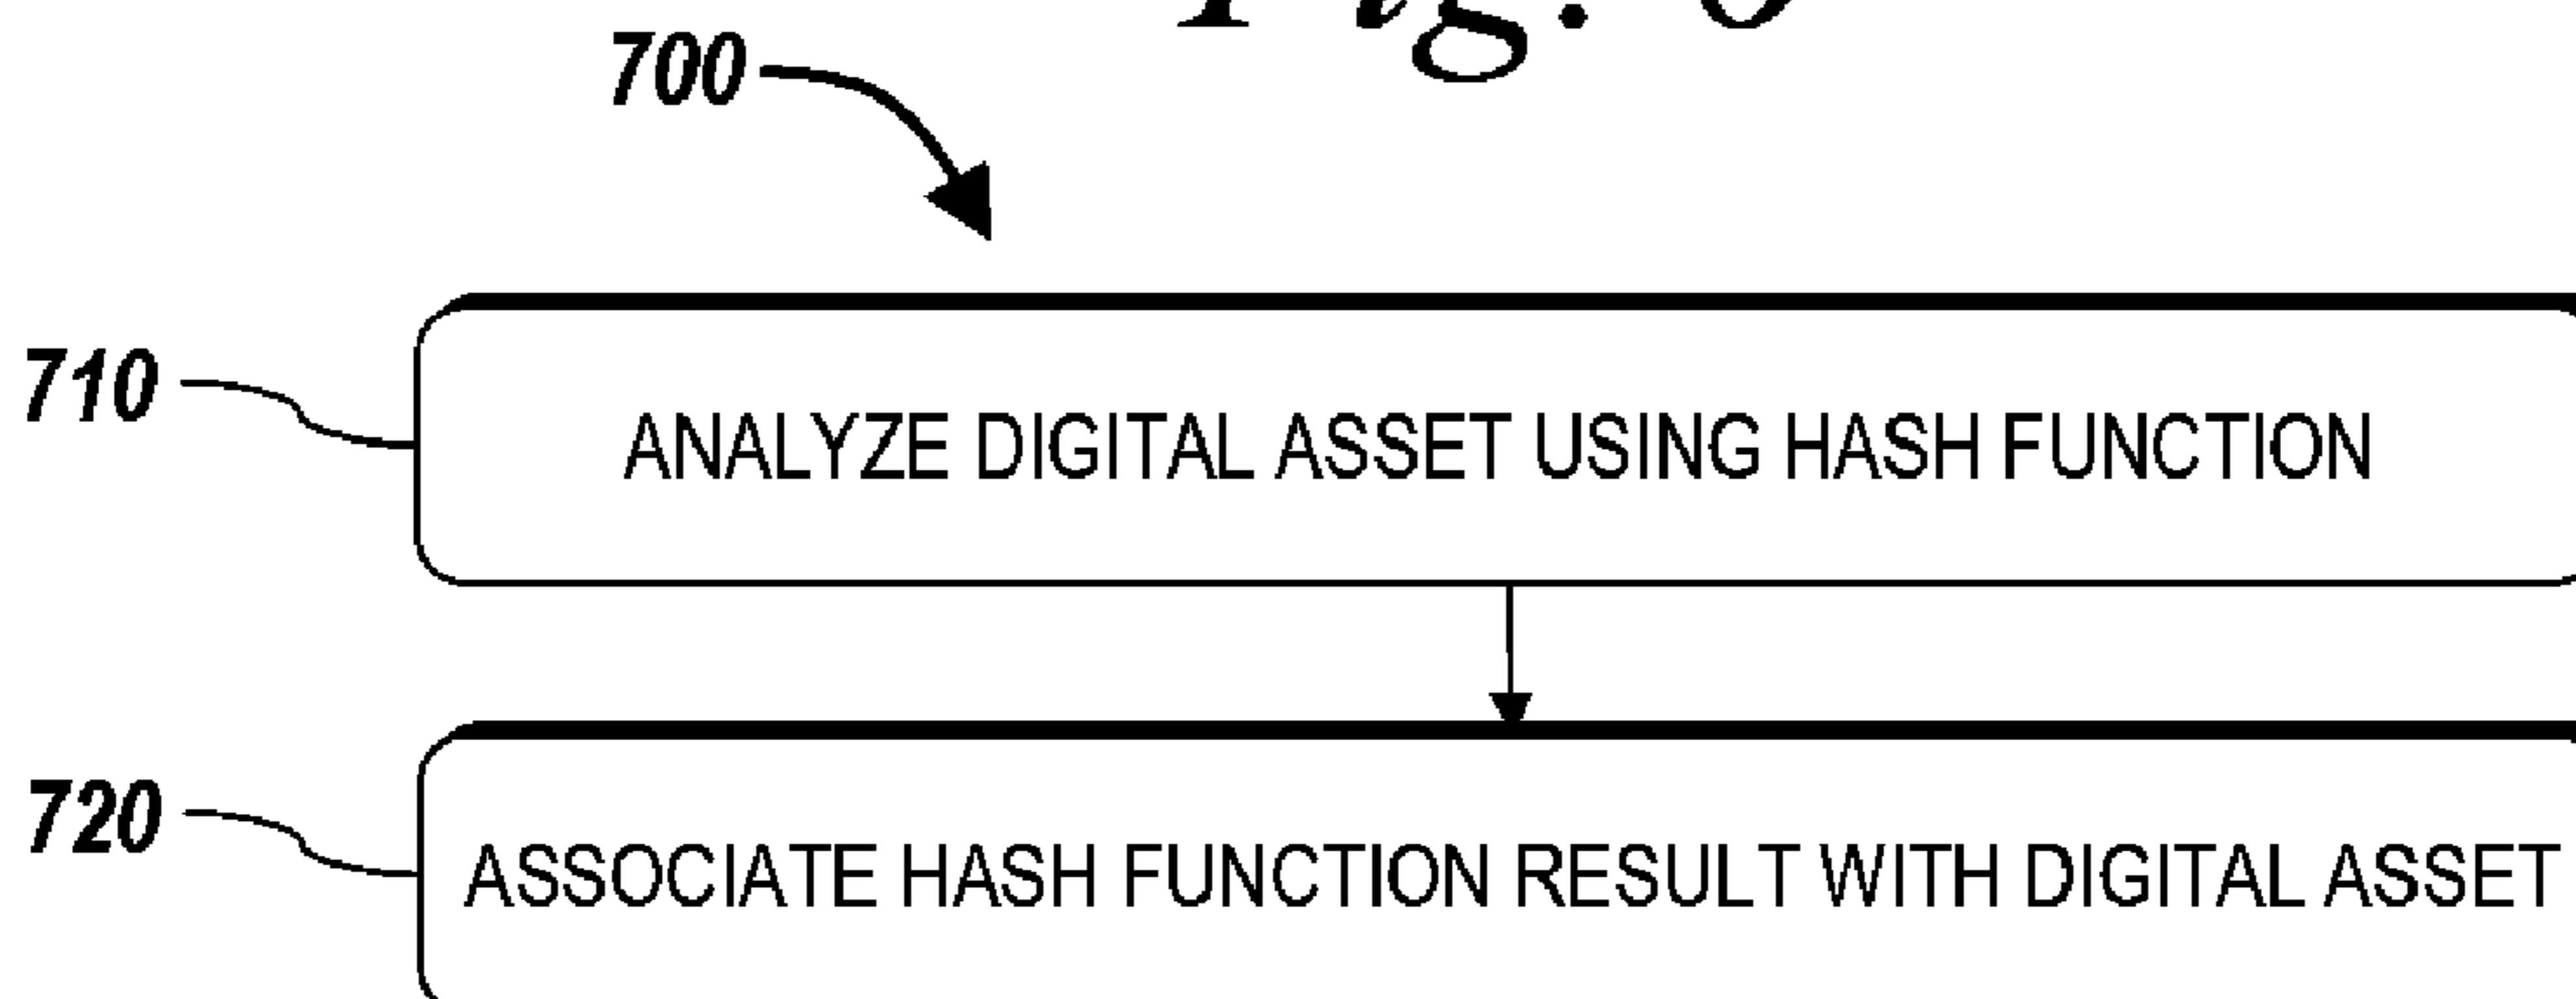 700
710
ANALYZE DIGITAL ASSET USING HASH FUNCTION
720
ASSOCIATE HASH FUNCTION RESULT WITH DIGITAL ASSET